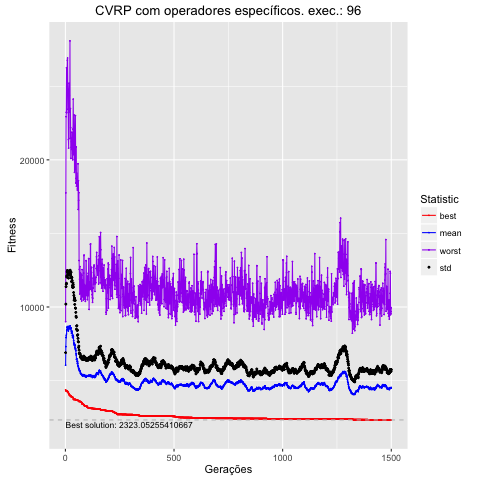 CVRP com operadores específicos. exec.: 96
Fitness
20000
10000
Best solution: 2323.05255410667
0
500
1000
1500
Gerações
Statistic
best
mean
worst
std